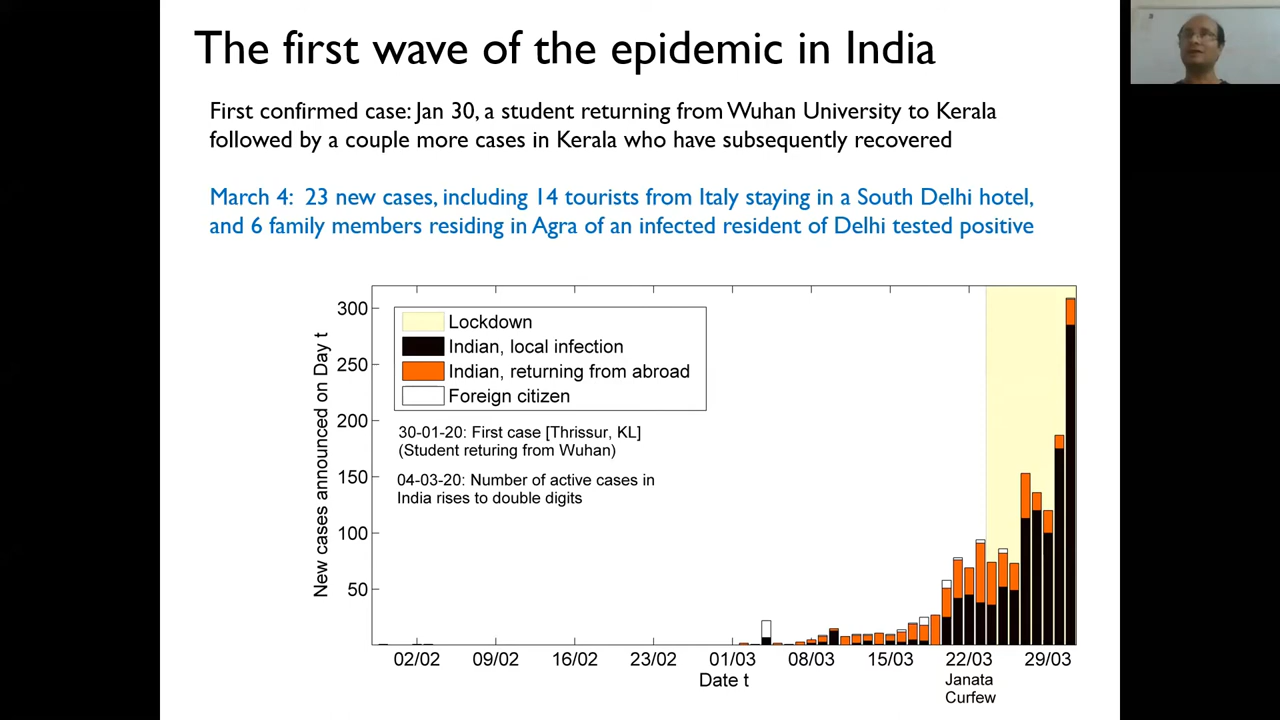 The first wave of the epidemic in India
First confirmed case: Jan 30, a student returning from Wuhan University to Kerala
followed by a couple more cases in Kerala who have subsequently recovered
March 4: 23 new cases, including 14 tourists from Italy staying in a South Delhi hotel,
and 6 family members residing in Agra of an infected resident of Delhi tested positive
New cases announced on Day t
300
250
200
150
100
50
Lockdown
Indian, local infection
Indian, returning from abroad
Foreign citizen
30-01-20: First case [Thrissur, KL]
(Student returing from Wuhan)
04-03-20: Number of active cases in
India rises to double digits
02/02 09/02 16/02 23/02 01/03 08/03 15/03 22/03 29/03
Date t
Janata
Curfew